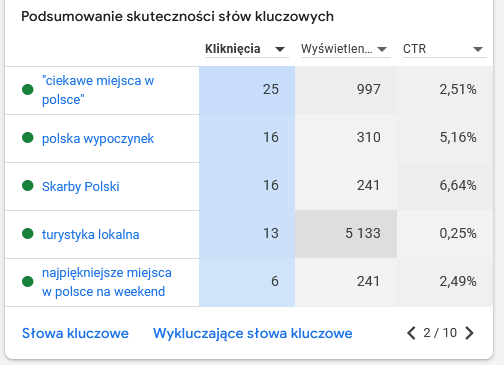 Podsumowanie skuteczności słów kluczowych
Kliknięcia Wyświetlen... CTR
"ciekawe miejsca w
polsce" 25 997 2,51%
polska wypoczynek 16 310 5,16%
Skarby Polski 16 241 6,64%
turystyka lokalna 13 5 133 0,25%
najpiękniejsze miejsca
w polsce na weekend 6 241 2,49%
Słowa kluczowe Wykluczające słowa kluczowe 2 / 10